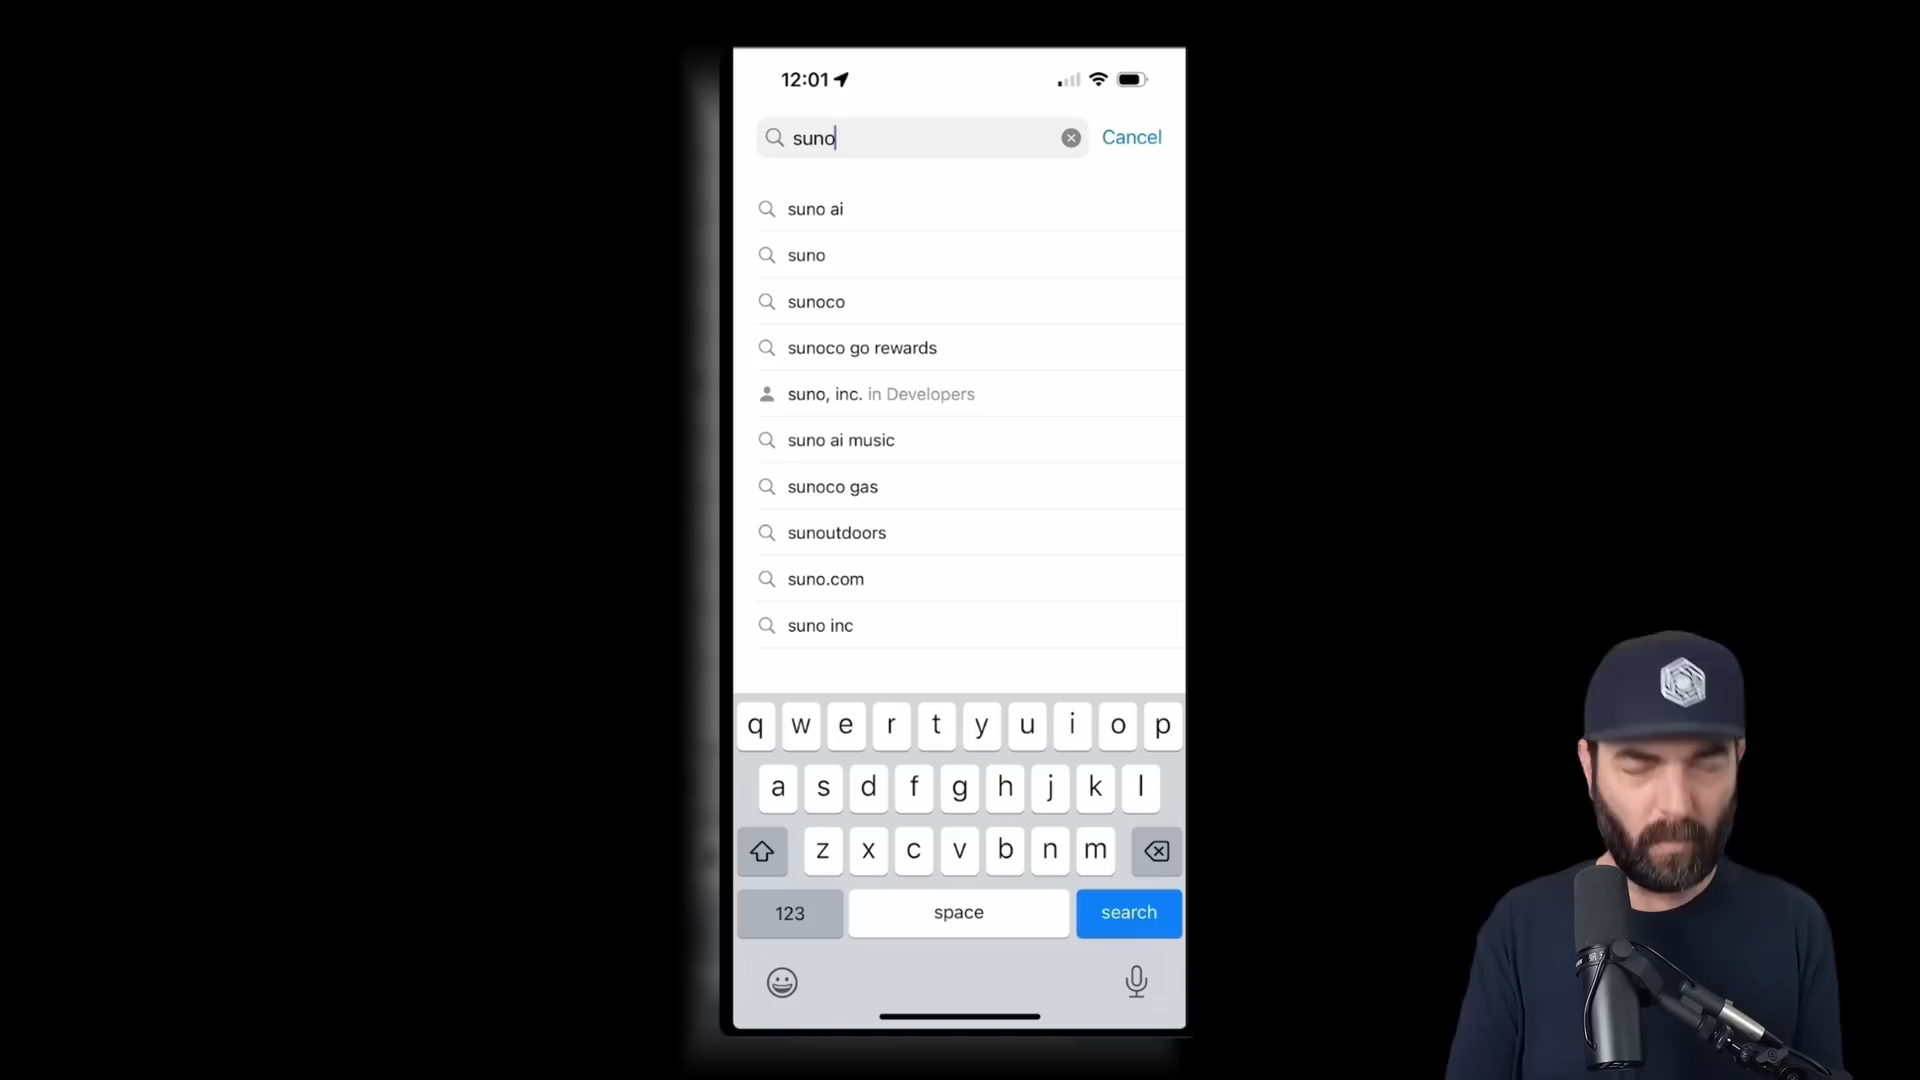 12:01
suno
Cancel
suno ai
suno
sunoco
sunoco go rewards
suno, inc. in Developers
suno ai music
sunoco gas
sunoutdoors
suno.com
suno inc
q w e r t y u i o p
a s d f g h j k l
z x c v b n m
123 space search